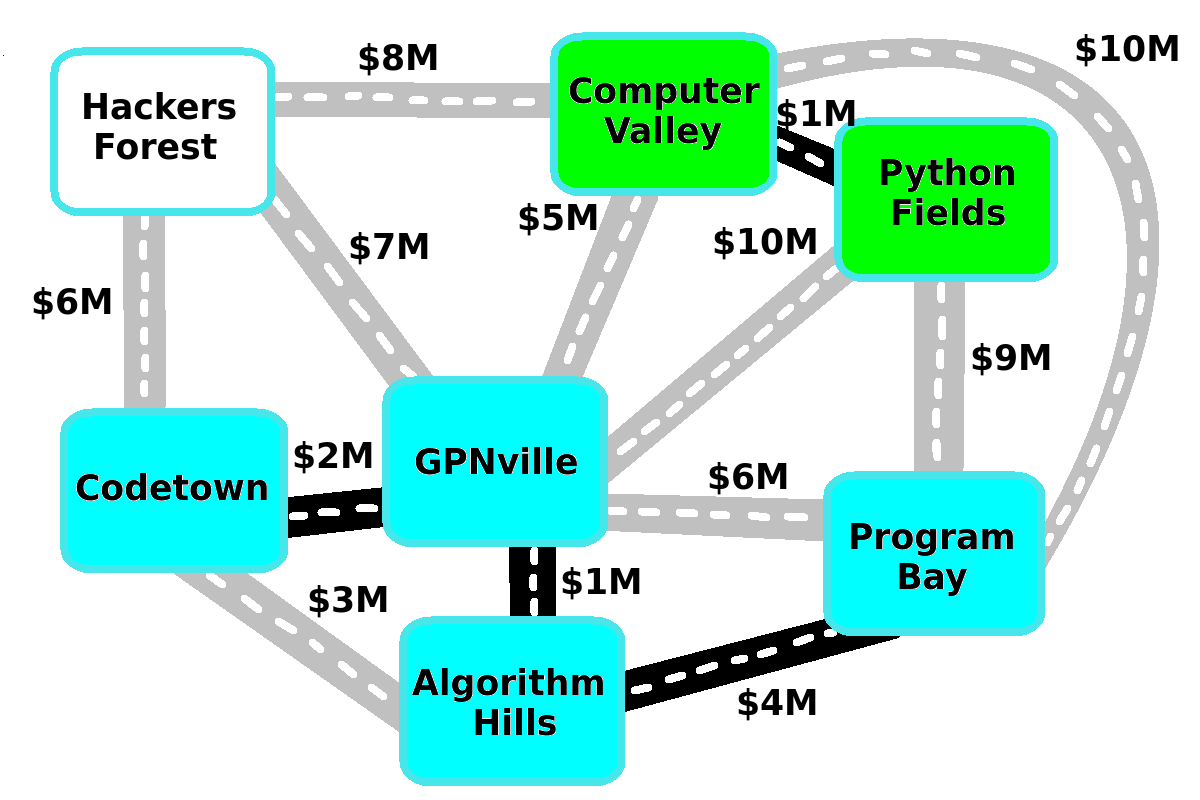 $8M
$10M
Hackers
Forest
Computer
Valley
$1M
Python
Fields
$5M
$10M
$7M
$6M
$9M
Codetown
$2M
GPNville
$6M
Program
Bay
$3M
$1M
Algorithm
Hills
$4M